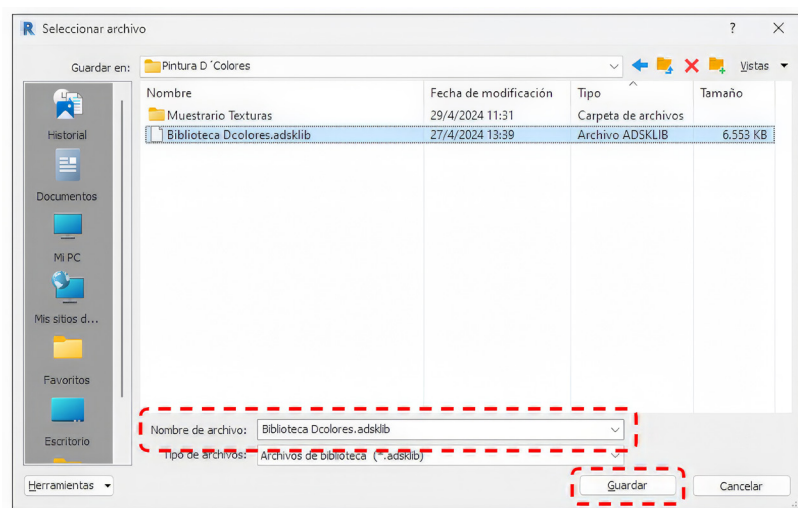 R Seleccionar archivo ?
Guardar en: Pintura D´Colores Vistas
Nombre Fecha de modificación Tipo Tamaño
Muestrario Texturas 29/4/2024 11:31 Carpeta de archivos
Biblioteca Dcolores.adsklib 27/4/2024 13:39 Archivo ADSKLIB 6.553 KB
Historial
Documentos
Mi PC
Mis sitios d...
Favoritos
Escritorio
Nombre de archivo: Biblioteca Dcolores.adsklib
Tipo de archivos: Archivos de biblioteca (*.adsklib)
Herramientas Guardar Cancelar